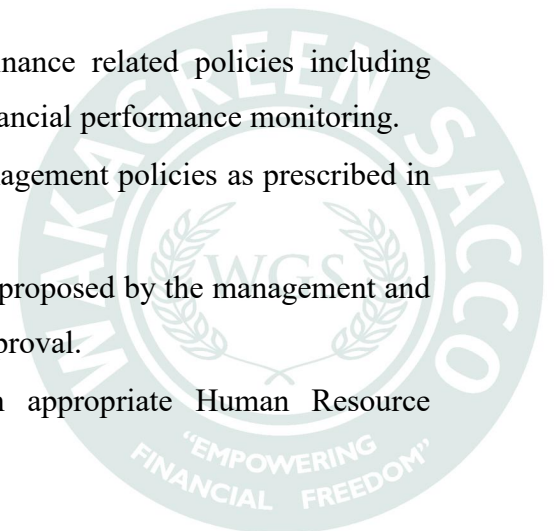 inance related policies including
ancial performance monitoring.
agement policies as prescribed in
proposed by the management and
proval.
appropriate Human Resource
WAKAGREEN SACCO
WGS
“EMPOWERING
FINANCIAL FREEDOM”